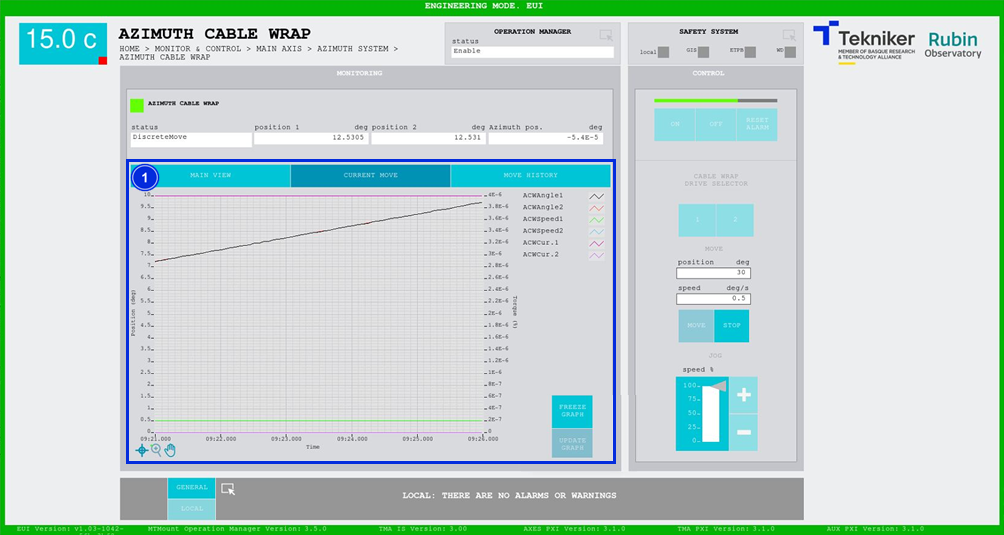 ENGINEERING MODE. EUI
15.0 c
AZIMUTH CABLE WRAP
HOME > MONITOR & CONTROL > MAIN AXIS > AZIMUTH SYSTEM >
AZIMUTH CABLE WRAP
OPERATION MANAGER
status
Enable
SAFETY SYSTEM
local GIS ETPB WD
Tekniker
MEMBER OF BASQUE RESEARCH
& TECHNOLOGY ALLIANCE
Rubin
Observatory
MONITORING
AZIMUTH CABLE WRAP
status position 1 deg position 2 deg Azimuth pos. deg
DiscreteMove 12.5305 12.531 -5.4E-5
1
MAIN VIEW CURRENT MOVE MOVE HISTORY
10 4E-6
9.5 3.8E-6
9 3.6E-6
8.5 3.4E-6
8 3.2E-6
7.5 3E-6
7 2.8E-6
6.5 2.6E-6
6 2.4E-6
5.5 2.2E-6
5 2E-6
4.5 1.8E-6
4 1.6E-6
3.5 1.4E-6
3 1.2E-6
2.5 1E-6
2 8E-7
1.5 6E-7
1 4E-7
0.5 2E-7
0 0
Position (deg)
Torque (%)
09:21.000 09:22.000 09:23.000 09:24.000 09:25.000 09:26.000
Time
ACWAngle1
ACWAngle2
ACWSpeed1
ACWSpeed2
AcWCur.1
ACWCur.2
FREEZE
GRAPH
UPDATE
GRAPH
CONTROL
ON OFF RESET
ALARM
CABLE WRAP
DRIVE SELECTOR
1 2
MOVE
position deg
30
speed deg/s
0.5
MOVE STOP
JOG
speed %
100
75
50
25
0
+
-
GENERAL
LOCAL
LOCAL: THERE ARE NO ALARMS OR WARNINGS
EUI Version: v1.03-1042-
MTMount Operation Manager Version: 3.5.0
TMA IS Version: 3.00
AXES PXI Version: 3.1.0
TMA PXI Version: 3.1.0
AUX PXI Version: 3.1.0